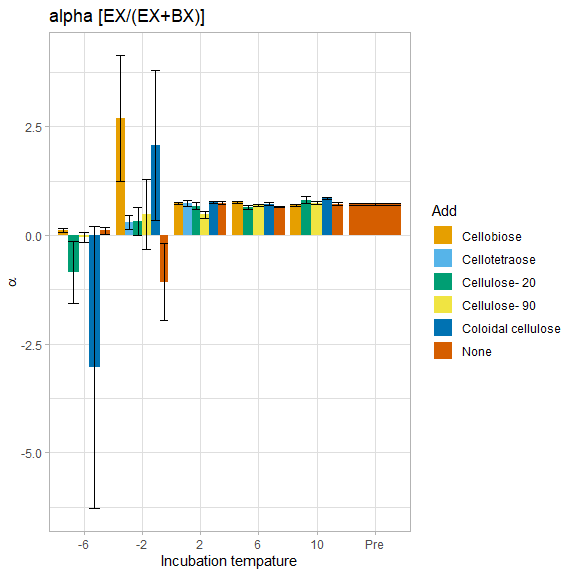 alpha [EX/(EX+BX)]
2.5
0.0
-2.5
-5.0
α
-6
-2
2
6
10
Pre
Incubation tempature
Add
Cellobiose
Cellotetraose
Cellulose- 20
Cellulose- 90
Coloidal cellulose
None